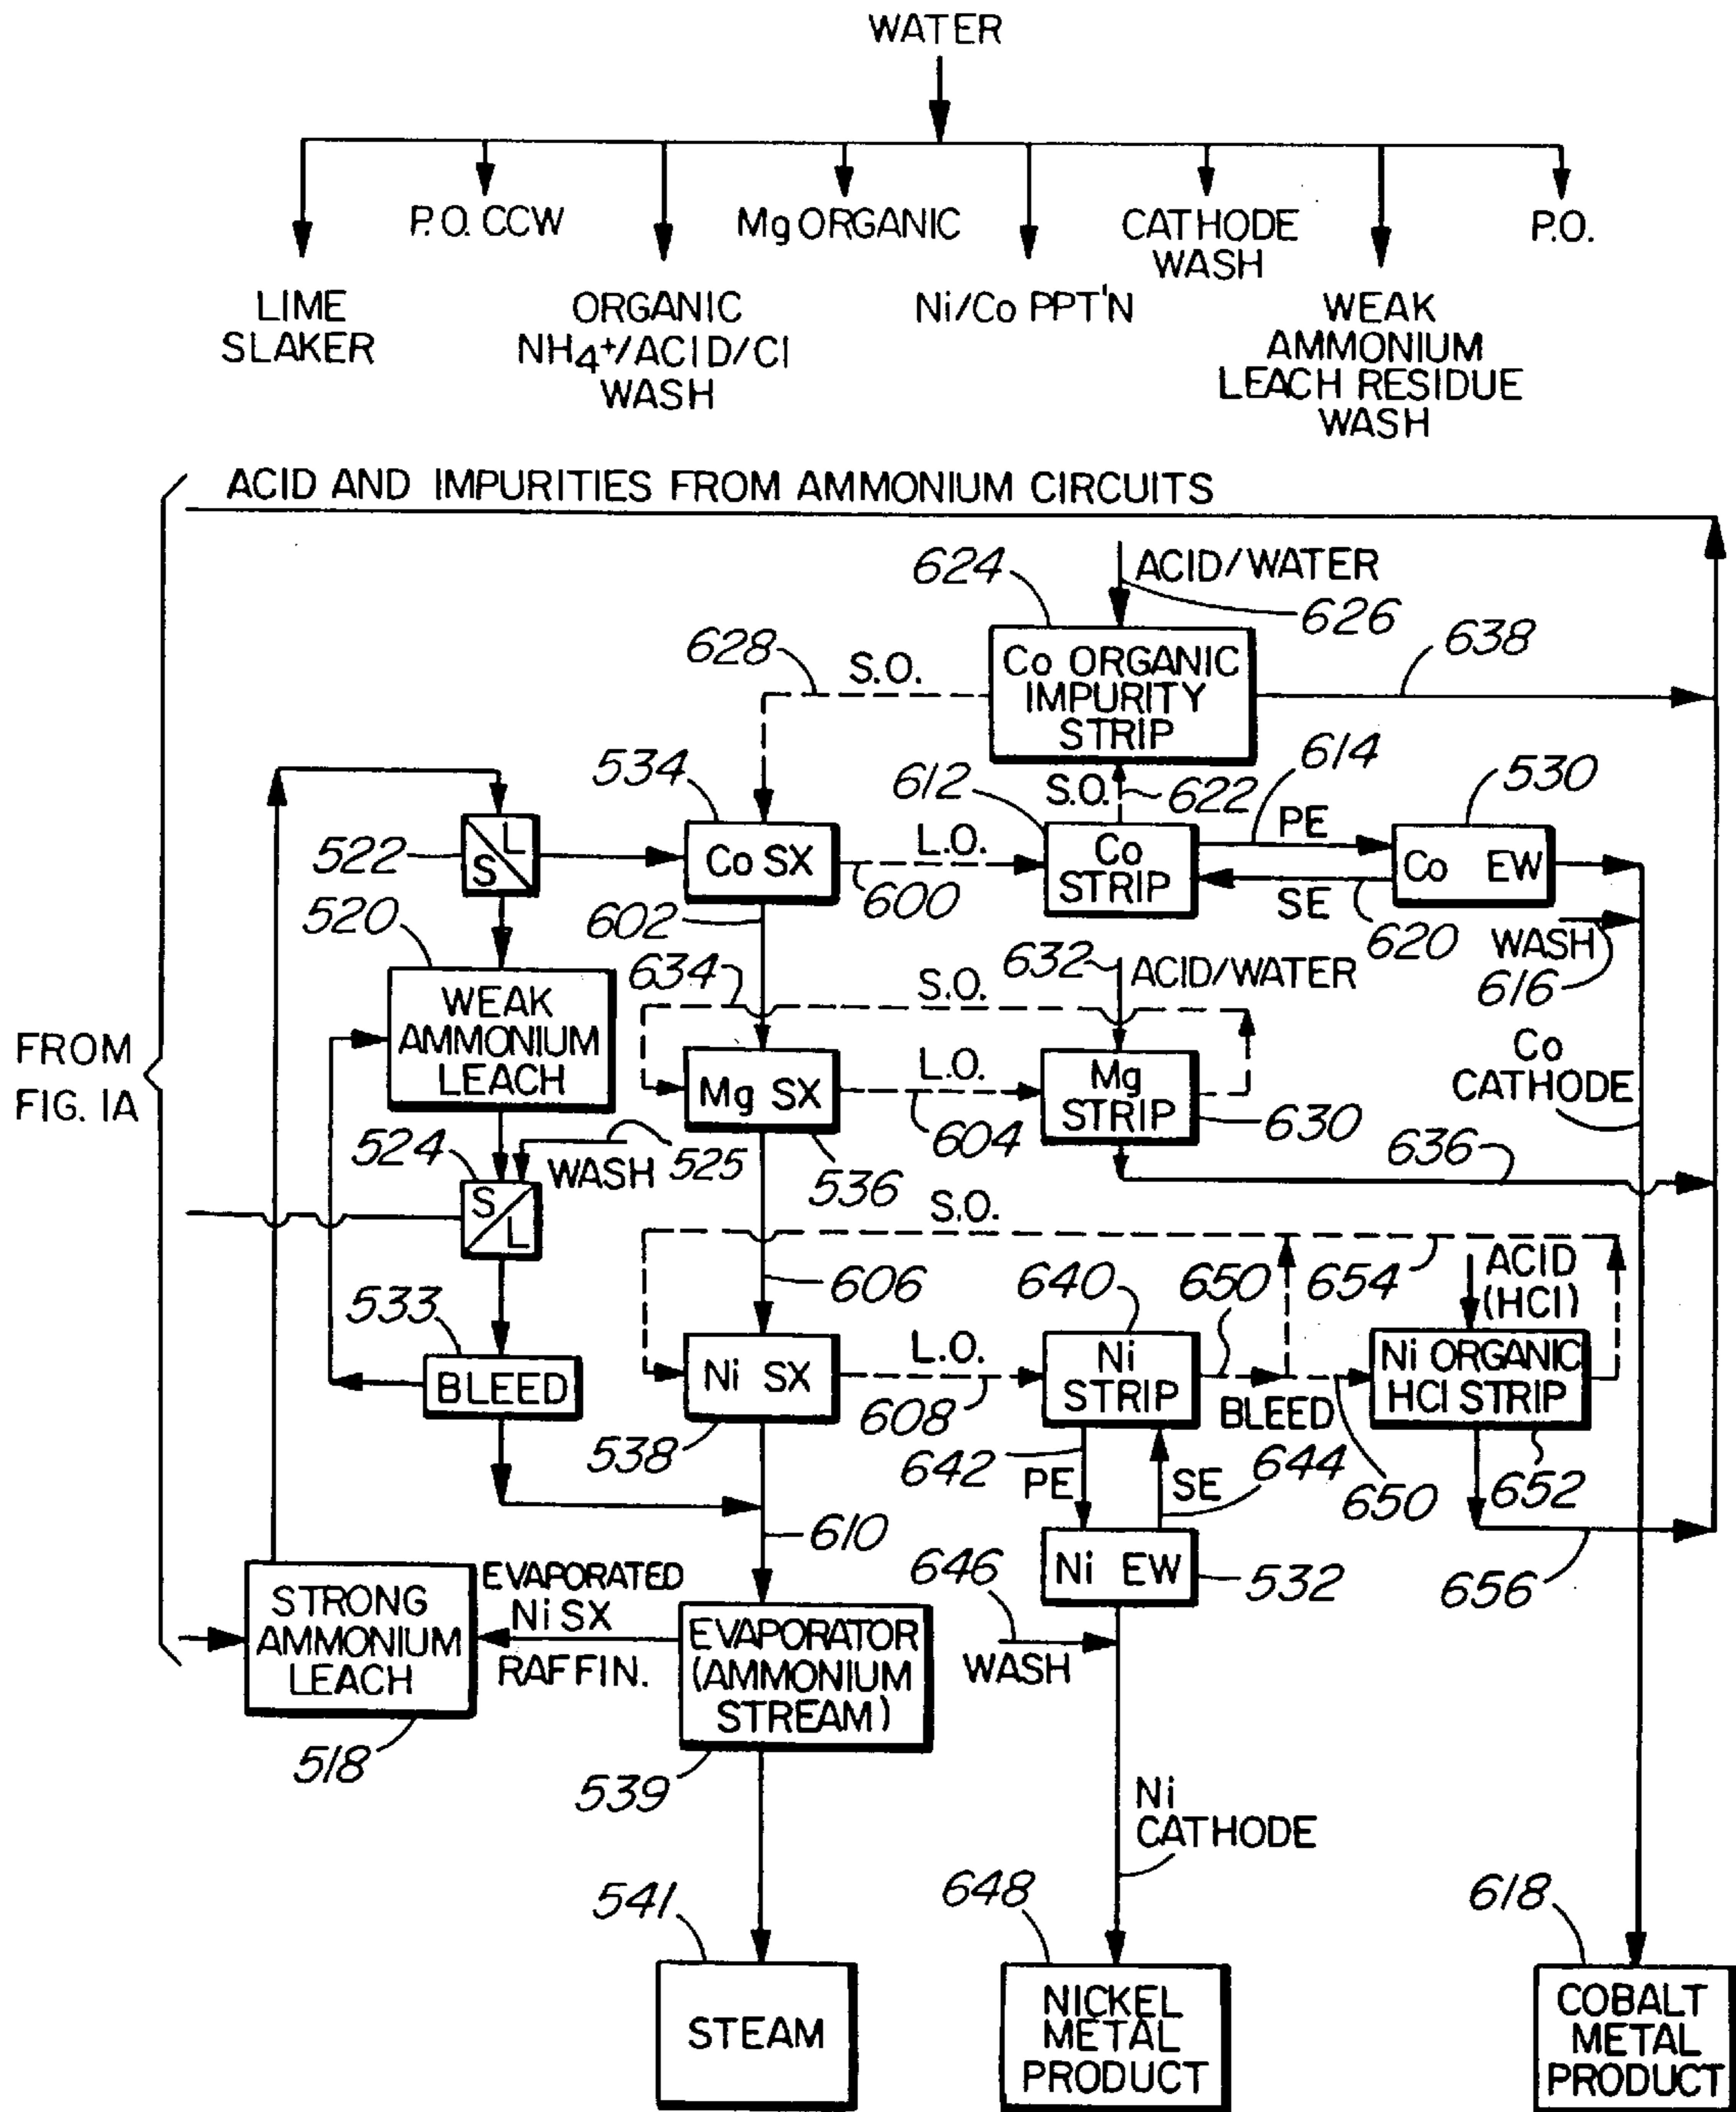 WATER
P.O. CCW
Mg ORGANIC
CATHODE
WASH
P.O.
LIME
SLAKER
ORGANIC
NH4+/ACID/Cl
WASH
Ni/Co PPT'N
WEAK
AMMONIUM
LEACH RESIDUE
WASH
ACID AND IMPURITIES FROM AMMONIUM CIRCUITS
FROM
FIG. 1A
624
ACID/WATER
626
628
S.O.
Co ORGANIC
IMPURITY
STRIP
638
534
612
S.O.
622
614
530
522
L
S
Co SX
L.O.
600
Co
STRIP
PE
SE
Co EW
620
WASH
616
520
602
634
S.O.
632
ACID/WATER
WEAK
AMMONIUM
LEACH
Mg SX
L.O.
604
Mg
STRIP
630
Co
CATHODE
524
WASH
525
536
636
S
L
S.O.
533
606
640
650
654
ACID
(HCl)
BLEED
Ni SX
L.O.
608
Ni
STRIP
BLEED
Ni ORGANIC
HCl STRIP
538
642
PE
SE
644
650
652
656
610
STRONG
AMMONIUM
LEACH
518
EVAPORATED
Ni SX
RAFFIN.
EVAPORATOR
(AMMONIUM
STREAM)
539
646
WASH
Ni EW
532
Ni
CATHODE
541
648
618
STEAM
NICKEL
METAL
PRODUCT
COBALT
METAL
PRODUCT